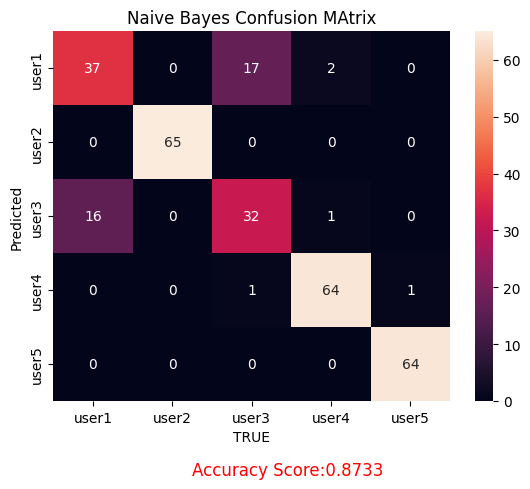 Naive Bayes Confusion MAtrix
user1 37 0 17 2 0
user2 0 65 0 0 0
Predicted
user3 16 0 32 1 0
user4 0 0 1 64 1
user5 0 0 0 0 64
user1 user2 user3 user4 user5
TRUE
60
50
40
30
20
10
0
Accuracy Score:0.8733